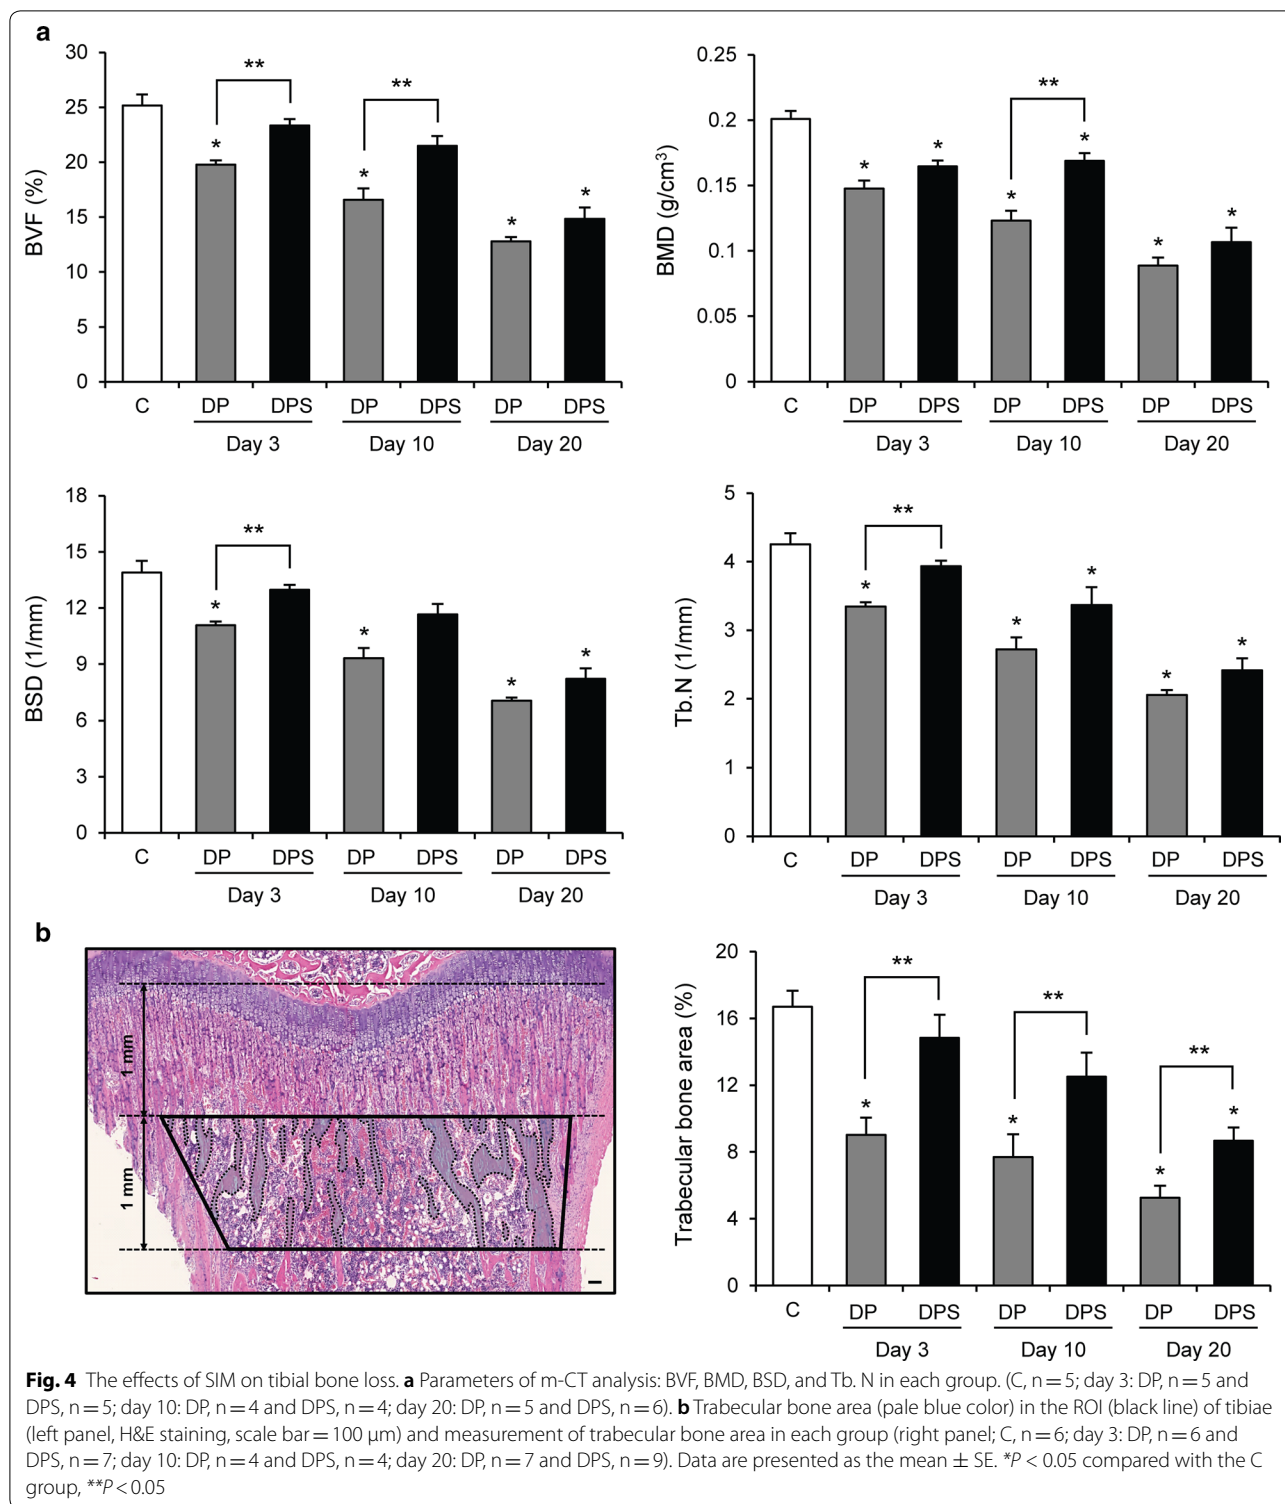 a
30
25
20
15
10
5
0
BVF (%)
**
**
*
*
*
*
C DP DPS DP DPS DP DPS
Day 3 Day 10 Day 20
0.25
0.2
0.15
0.1
0.05
0
BMD (g/cm³)
**
*
*
*
*
*
*
C DP DPS DP DPS DP DPS
Day 3 Day 10 Day 20
18
15
12
9
6
3
0
BSD (1/mm)
**
*
*
*
*
C DP DPS DP DPS DP DPS
Day 3 Day 10 Day 20
5
4
3
2
1
0
Tb.N (1/mm)
**
*
*
*
*
*
C DP DPS DP DPS DP DPS
Day 3 Day 10 Day 20
b
1 mm
1 mm
20
16
12
8
4
0
Trabecular bone area (%)
**
**
**
*
*
*
*
C DP DPS DP DPS DP DPS
Day 3 Day 10 Day 20
Fig. 4 The effects of SIM on tibial bone loss. a Parameters of m-CT analysis: BVF, BMD, BSD, and Tb. N in each group. (C, n = 5; day 3: DP, n = 5 and
DPS, n = 5; day 10: DP, n = 4 and DPS, n = 4; day 20: DP, n = 5 and DPS, n = 6). b Trabecular bone area (pale blue color) in the ROI (black line) of tibiae
(left panel, H&E staining, scale bar = 100 μm) and measurement of trabecular bone area in each group (right panel; C, n = 6; day 3: DP, n = 6 and
DPS, n = 7; day 10: DP, n = 4 and DPS, n = 4; day 20: DP, n = 7 and DPS, n = 9). Data are presented as the mean ± SE. *P < 0.05 compared with the C
group, **P < 0.05